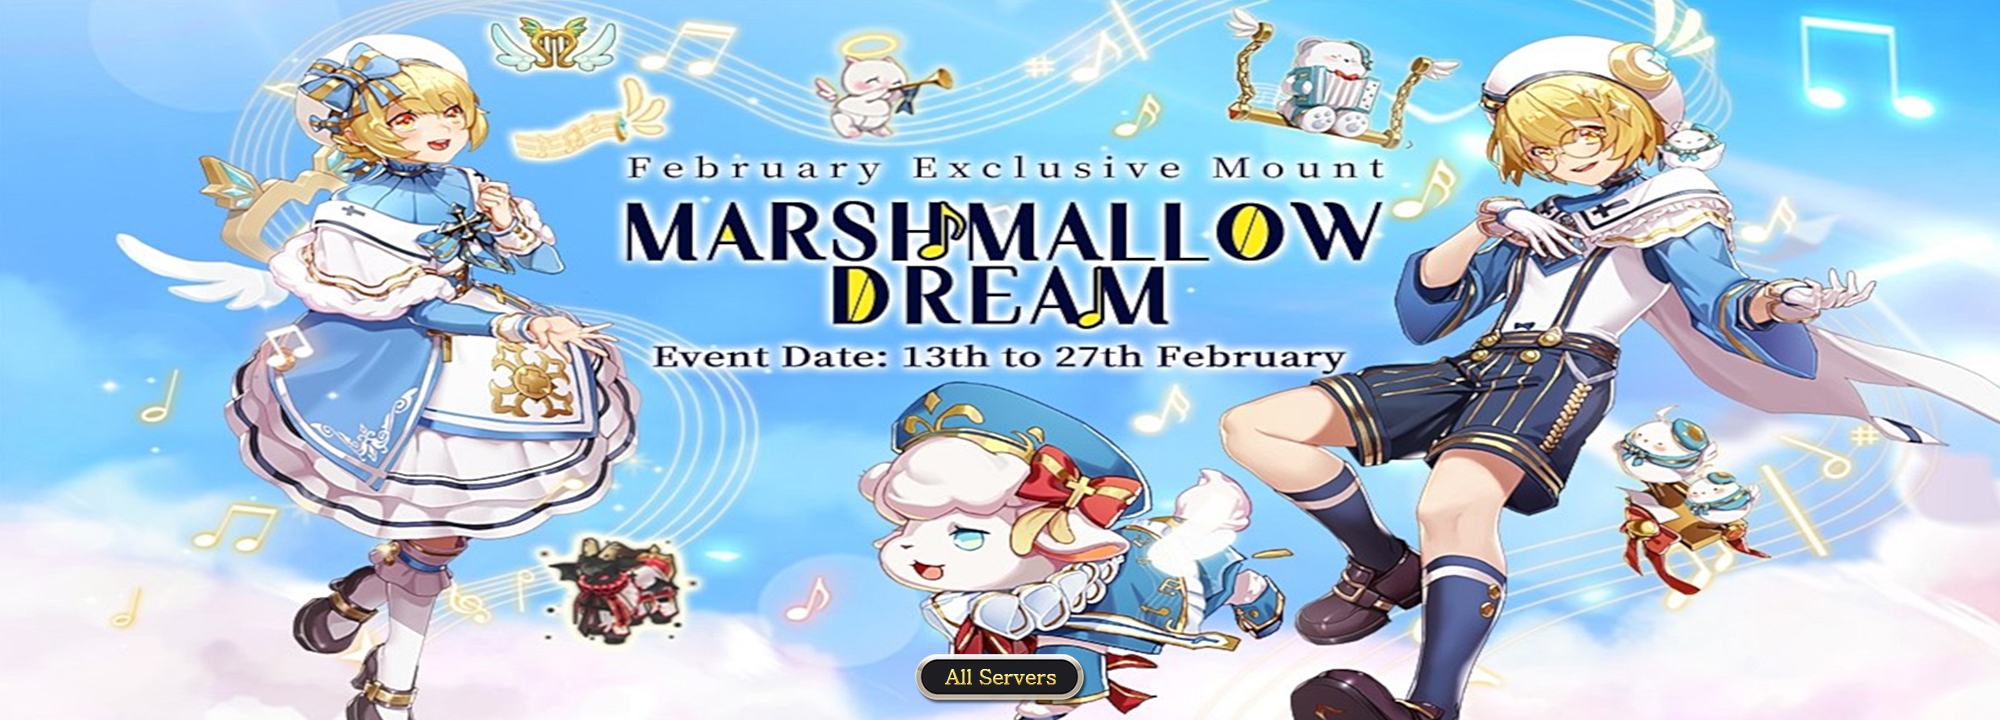 February Exclusive Mount
MARSHMALLOW
DREAM
Event Date: 13th to 27th February
All Servers